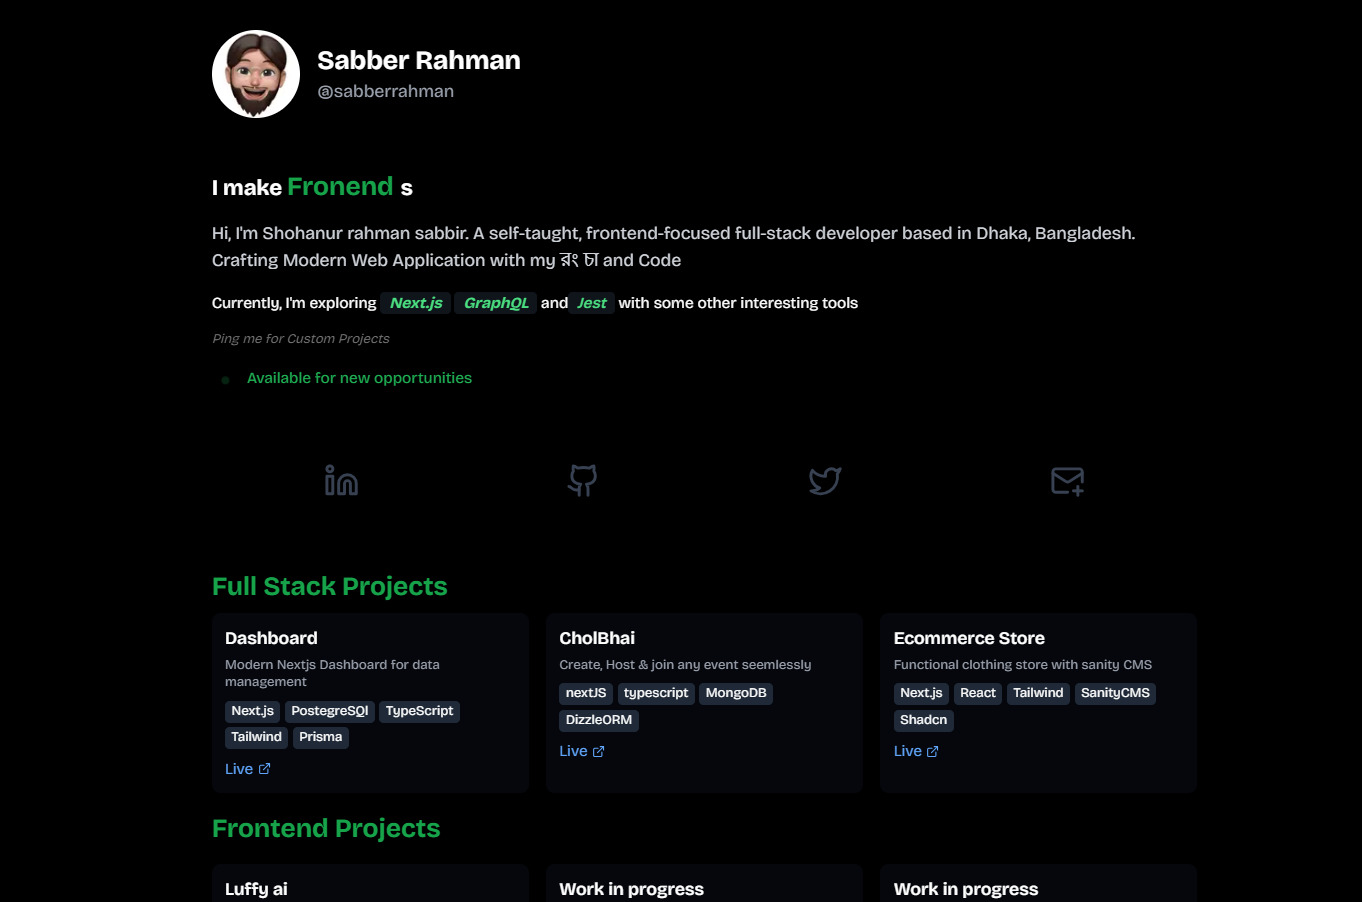 Sabber Rahman
@sabberrahman
I make Fronend s
Hi, I'm Shohanur rahman sabbir. A self-taught, frontend-focused full-stack developer based in Dhaka, Bangladesh.
Crafting Modern Web Application with my রং চা and Code
Currently, I'm exploring Next.js GraphQL and Jest with some other interesting tools
Ping me for Custom Projects
Available for new opportunities
Full Stack Projects
Dashboard
Modern Nextjs Dashboard for data
management
Next.js PostegreSQl TypeScript
Tailwind Prisma
Live
CholBhai
Create, Host & join any event seemlessly
nextJS typescript MongoDB
DizzleORM
Live
Ecommerce Store
Functional clothing store with sanity CMS
Next.js React Tailwind SanityCMS
Shadcn
Live
Frontend Projects
Luffy ai
Work in progress
Work in progress